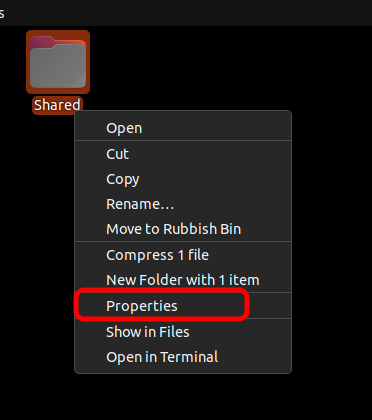 s
Shared
Open
Cut
Copy
Rename...
Move to Rubbish Bin
Compress 1 file
New Folder with 1 item
Properties
Show in Files
Open in Terminal